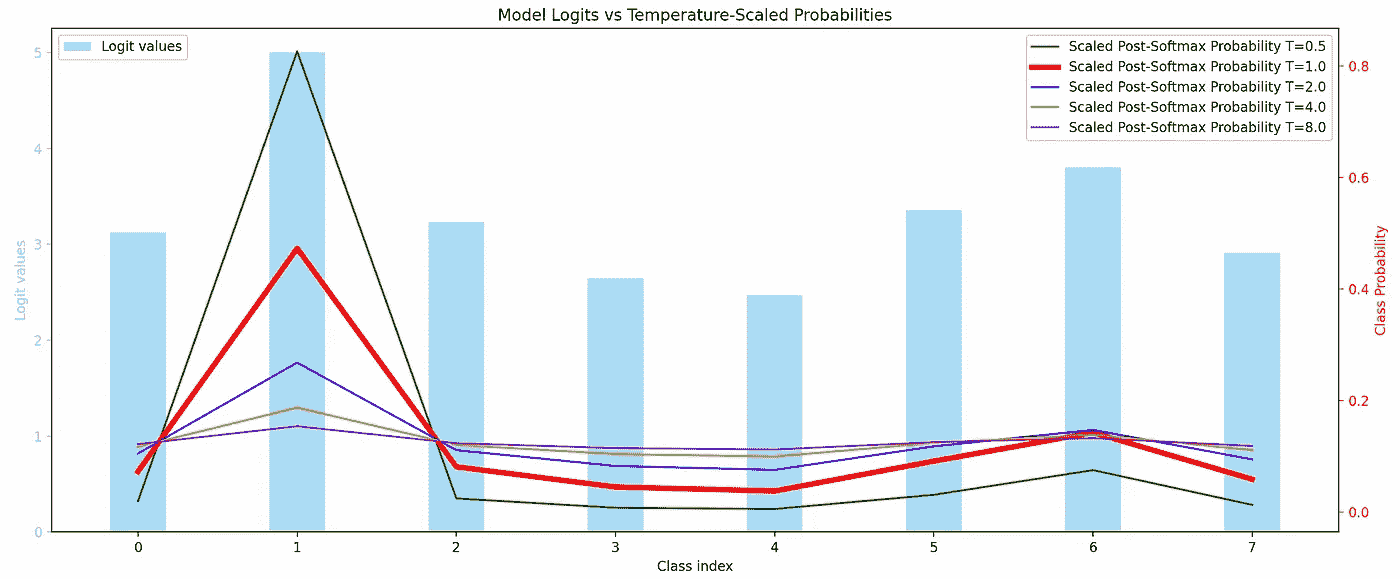 Model Logits vs Temperature-Scaled Probabilities
Logit values
Scaled Post-Softmax Probability T=0.5
Scaled Post-Softmax Probability T=1.0
Scaled Post-Softmax Probability T=2.0
Scaled Post-Softmax Probability T=4.0
Scaled Post-Softmax Probability T=8.0
5
4
3
2
1
0
Logit values
0.8
0.6
0.4
0.2
0.0
Class Probability
0 1 2 3 4 5 6 7
Class index